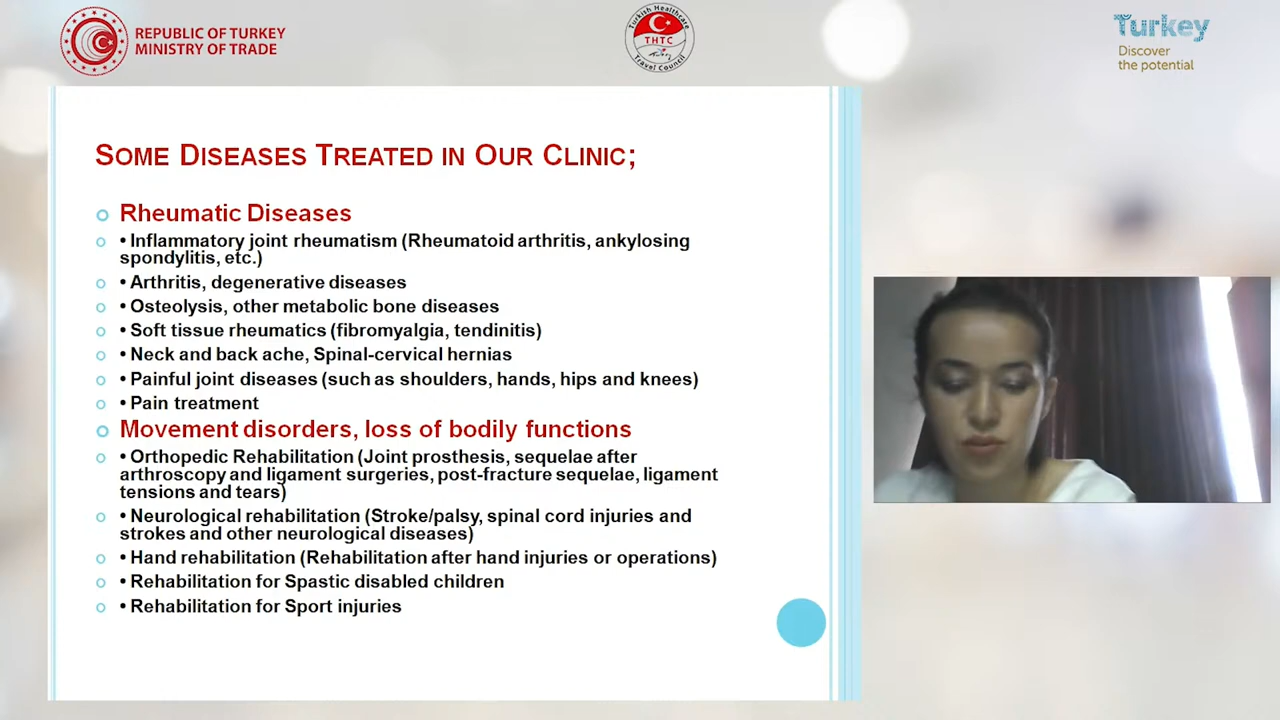 REPUBLIC OF TURKEY
MINISTRY OF TRADE
Turkish Healthcare
THTC
Travel Council
Turkey
Discover
the potential
SOME DISEASES TREATED IN OUR CLINIC;
Rheumatic Diseases
• Inflammatory joint rheumatism (Rheumatoid arthritis, ankylosing
spondylitis, etc.)
• Arthritis, degenerative diseases
• Osteolysis, other metabolic bone diseases
• Soft tissue rheumatics (fibromyalgia, tendinitis)
• Neck and back ache, Spinal-cervical hernias
• Painful joint diseases (such as shoulders, hands, hips and knees)
• Pain treatment
Movement disorders, loss of bodily functions
• Orthopedic Rehabilitation (Joint prosthesis, sequelae after
arthroscopy and ligament surgeries, post-fracture sequelae, ligament
tensions and tears)
• Neurological rehabilitation (Stroke/palsy, spinal cord injuries and
strokes and other neurological diseases)
• Hand rehabilitation (Rehabilitation after hand injuries or operations)
• Rehabilitation for Spastic disabled children
• Rehabilitation for Sport injuries